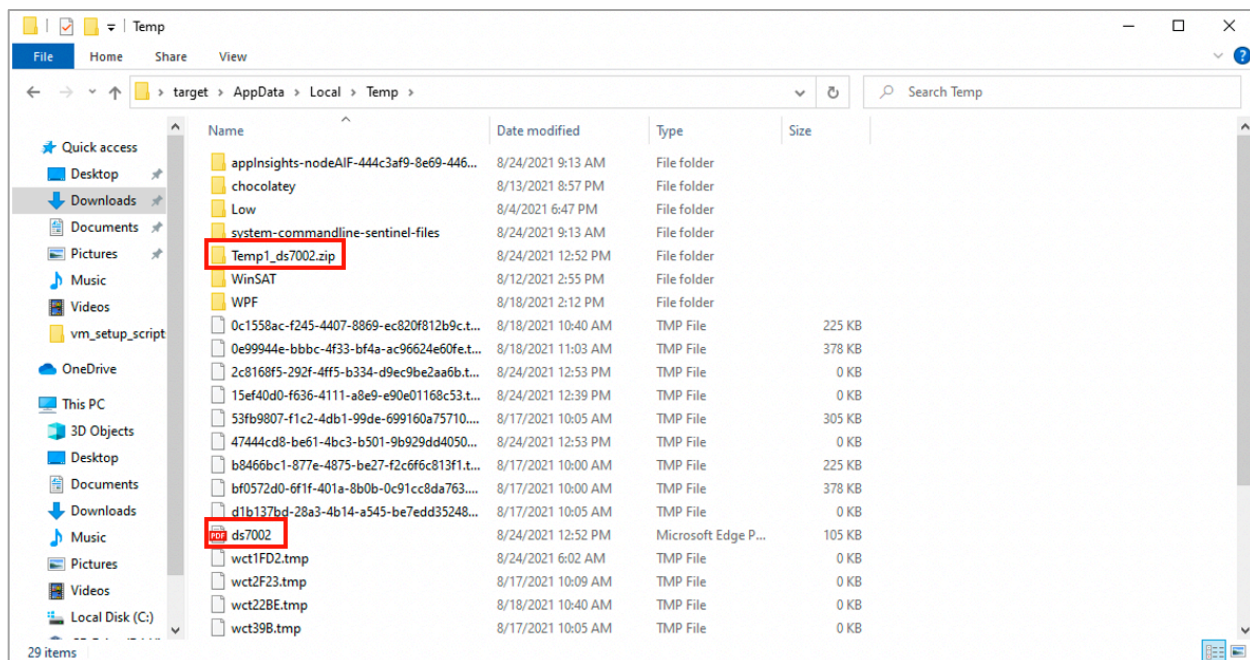 Temp
File Home Share View
target > AppData > Local > Temp > Search Temp
Name Date modified Type Size
Quick access
Desktop
Downloads
Documents
Pictures
Music
Videos
vm_setup_script
OneDrive
This PC
3D Objects
Desktop
Documents
Downloads
Music
Pictures
Videos
Local Disk (C:)
appInsights-nodeAIF-444c3af9-8e69-446... 8/24/2021 9:13 AM File folder
chocolatey 8/13/2021 8:57 PM File folder
Low 8/4/2021 6:47 PM File folder
system-commandline-sentinel-files 8/24/2021 9:13 AM File folder
Temp1_ds7002.zip 8/24/2021 12:52 PM File folder
WinSAT 8/12/2021 2:55 PM File folder
WPF 8/18/2021 2:12 PM File folder
0c1558ac-f245-4407-8869-ec820f812b9c.t... 8/18/2021 10:40 AM TMP File 225 KB
0e99944e-bbbc-4f33-bf4a-ac96624e60fe.t... 8/18/2021 11:03 AM TMP File 378 KB
2c8168f5-292f-4ff5-b334-d9ec9be2aa6b.t... 8/24/2021 12:53 PM TMP File 0 KB
15ef40d0-f636-4111-a8e9-e90e01168c53.t... 8/24/2021 12:39 PM TMP File 0 KB
53fb9807-f1c2-4db1-99de-699160a75710.... 8/17/2021 10:05 AM TMP File 305 KB
47444cd8-be61-4bc3-b501-9b929dd4050... 8/24/2021 12:53 PM TMP File 0 KB
b8466bc1-877e-4875-be27-f2c6f6c813f1.t... 8/17/2021 10:00 AM TMP File 225 KB
bf0572d0-6f1f-401a-8b0b-0c91cc8da763.... 8/17/2021 10:00 AM TMP File 378 KB
d1b137bd-28a3-4b14-a545-be7edd35248... 8/17/2021 10:05 AM TMP File 0 KB
PDF ds7002 8/24/2021 12:52 PM Microsoft Edge P... 105 KB
wct1FD2.tmp 8/24/2021 6:02 AM TMP File 0 KB
wct2F23.tmp 8/17/2021 10:09 AM TMP File 0 KB
wct22BE.tmp 8/18/2021 10:40 AM TMP File 0 KB
wct39B.tmp 8/17/2021 10:05 AM TMP File 0 KB
29 items